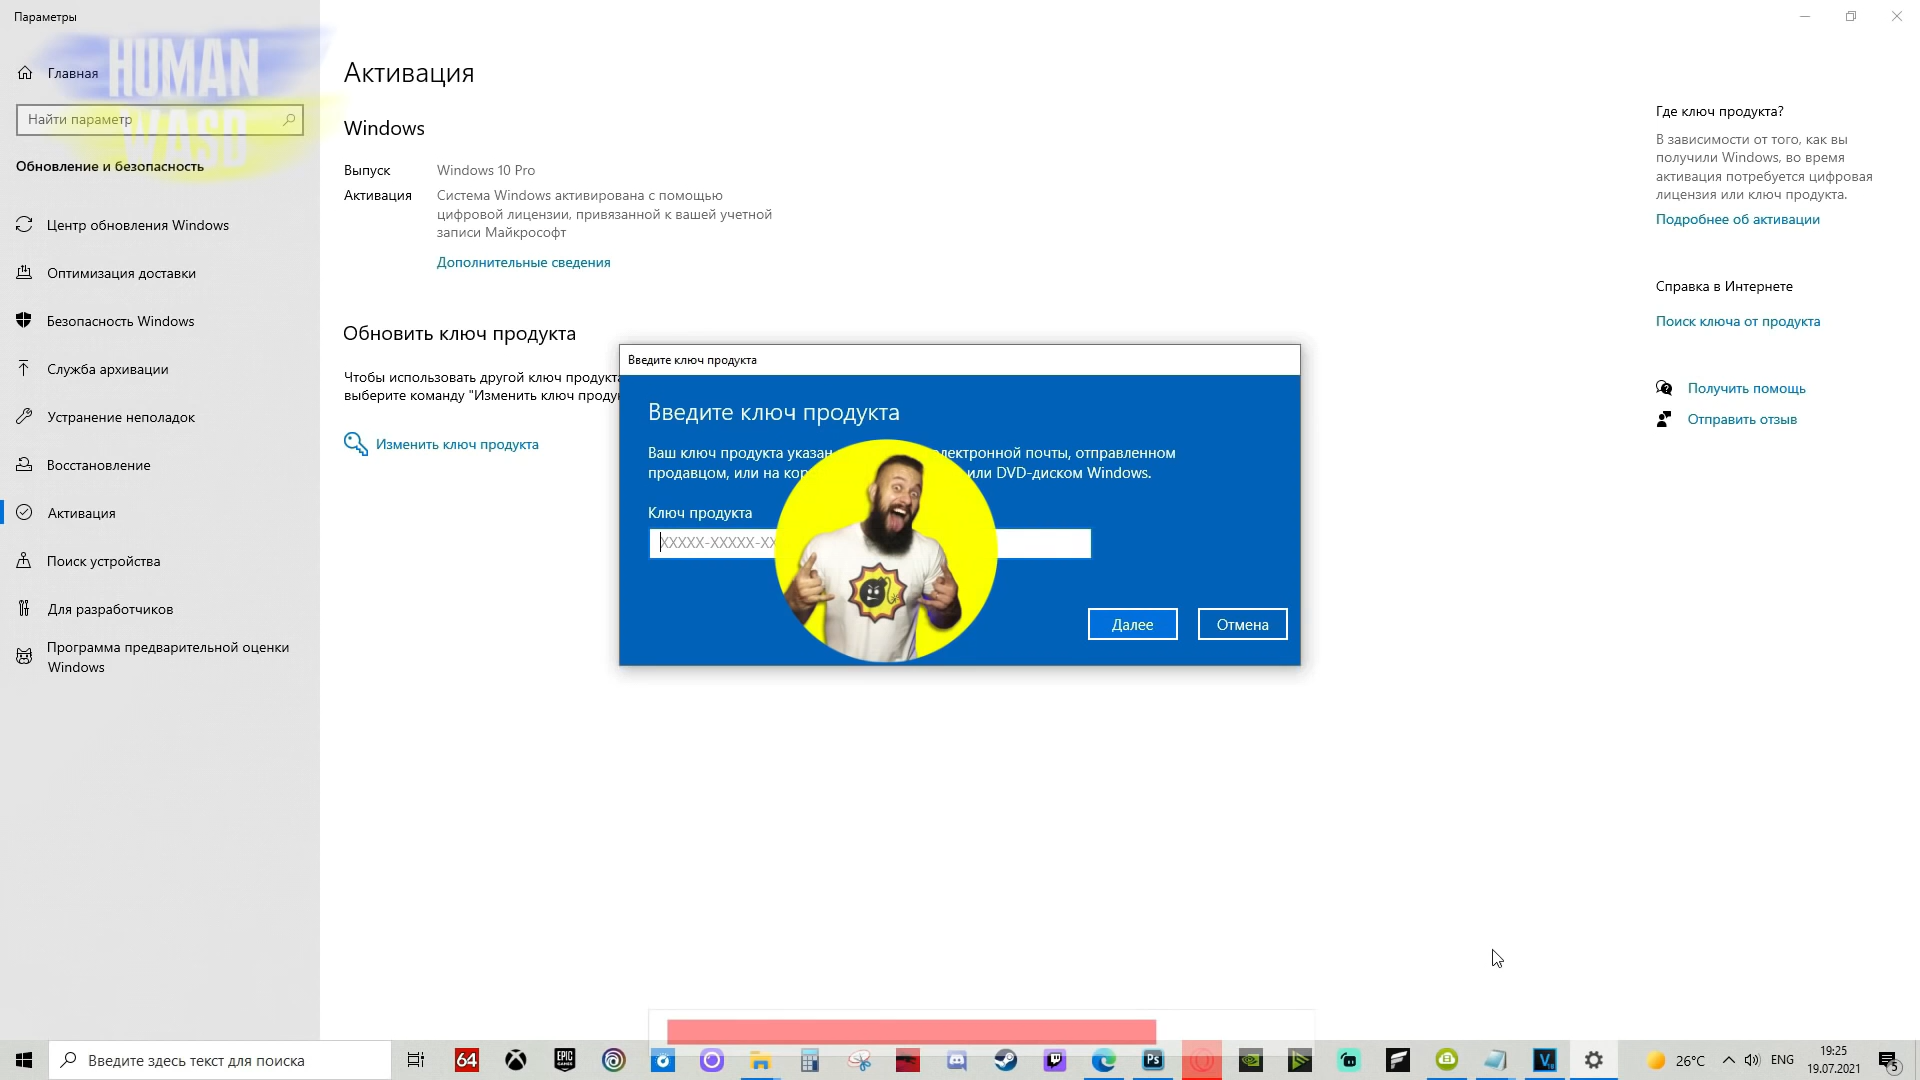 Параметры
HUMAN
WASD
Главная
Найти параметр
Обновление и безопасность
Центр обновления Windows
Оптимизация доставки
Безопасность Windows
Служба архивации
Устранение неполадок
Восстановление
Активация
Поиск устройства
Для разработчиков
Программа предварительной оценки
Windows
Активация
Windows
Выпуск Windows 10 Pro
Активация Система Windows активирована с помощью
цифровой лицензии, привязанной к вашей учетной
записи Майкрософт
Дополнительные сведения
Обновить ключ продукта
Чтобы использовать другой ключ продукта
выберите команду "Изменить ключ
Изменить ключ продукта
Введите ключ продукта
Введите ключ продукта
Ваш ключ продукта указан почты, отправленном
продавцом, или на или DVD-диском Windows.
Ключ продукта
XXXXX-XXXXX-XX
Далее
Отмена
Где ключ продукта?
В зависимости от того, как вы
получили Windows, во время
активация потребуется цифровая
лицензия или ключ продукта.
Подробнее об активации
Справка в Интернете
Поиск ключа от продукта
Получить помощь
Отправить отзыв
Введите здесь текст для поиска
64
EPIC
GAMES
Ps
V
26°C
ENG
19:25
19.07.2021
5